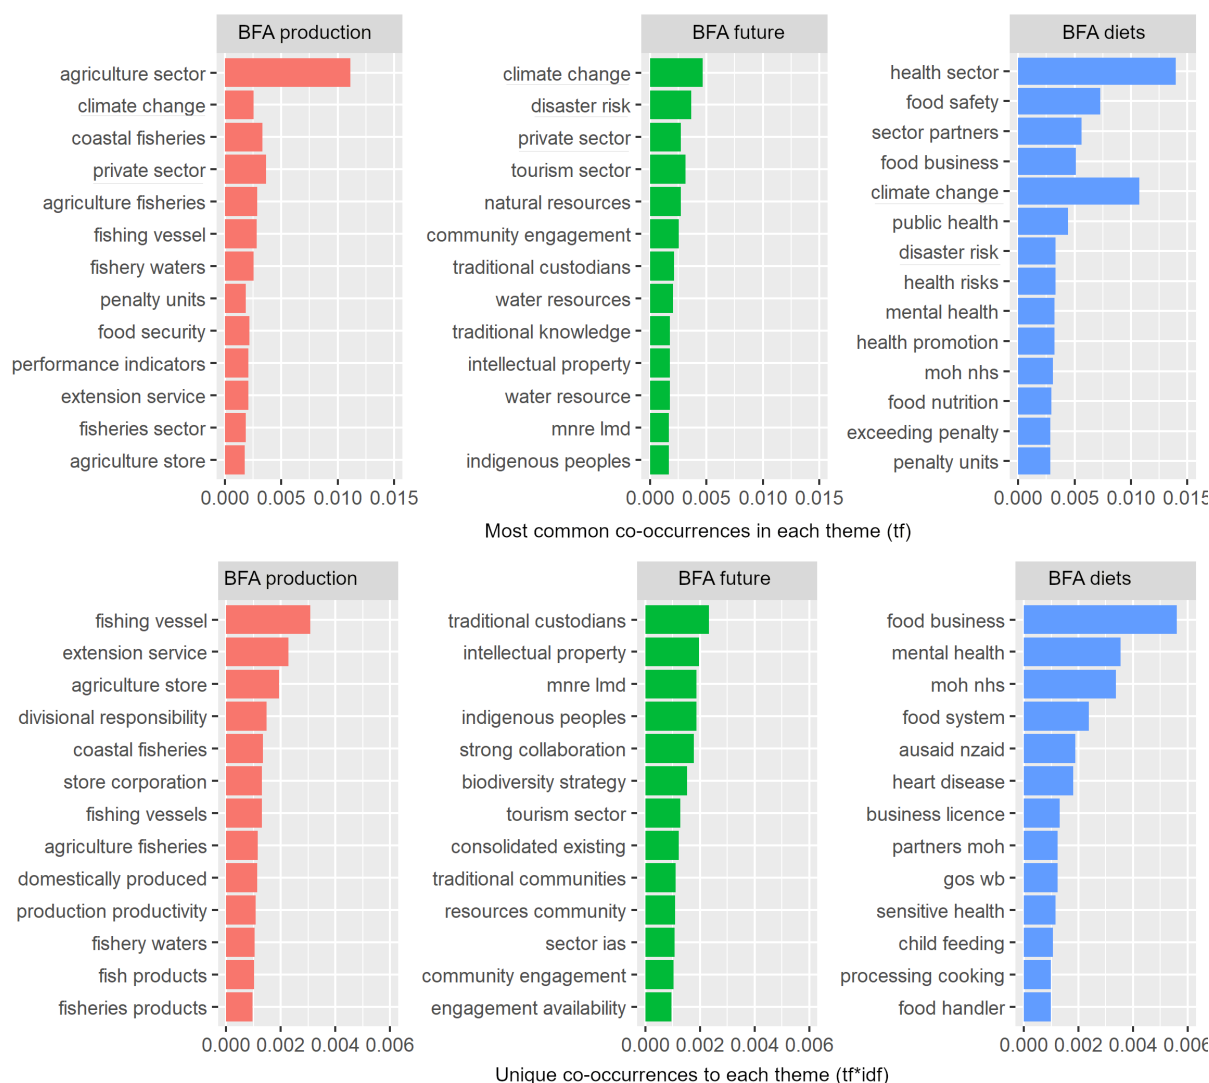 BFA production
BFA future
BFA diets
agriculture sector
climate change
coastal fisheries
private sector
agriculture fisheries
fishing vessel
fishery waters
penalty units
food security
performance indicators
extension service
fisheries sector
agriculture store
0.000 0.005 0.010 0.015
climate change
disaster risk
private sector
tourism sector
natural resources
community engagement
traditional custodians
water resources
traditional knowledge
intellectual property
water resource
mnre lmd
indigenous peoples
0.000 0.005 0.010 0.015
health sector
food safety
sector partners
food business
climate change
public health
disaster risk
health risks
mental health
health promotion
moh nhs
food nutrition
exceeding penalty
penalty units
0.000 0.005 0.010 0.015
Most common co-occurrences in each theme (tf)
BFA production
BFA future
BFA diets
fishing vessel
extension service
agriculture store
divisional responsibility
coastal fisheries
store corporation
fishing vessels
agriculture fisheries
domestically produced
production productivity
fishery waters
fish products
fisheries products
0.000 0.002 0.004 0.006
traditional custodians
intellectual property
mnre lmd
indigenous peoples
strong collaboration
biodiversity strategy
tourism sector
consolidated existing
traditional communities
resources community
sector ias
community engagement
engagement availability
0.000 0.002 0.004 0.006
food business
mental health
moh nhs
food system
ausaid nzaid
heart disease
business licence
partners moh
gos wb
sensitive health
child feeding
processing cooking
food handler
0.000 0.002 0.004 0.006
Unique co-occurrences to each theme (tf*idf)